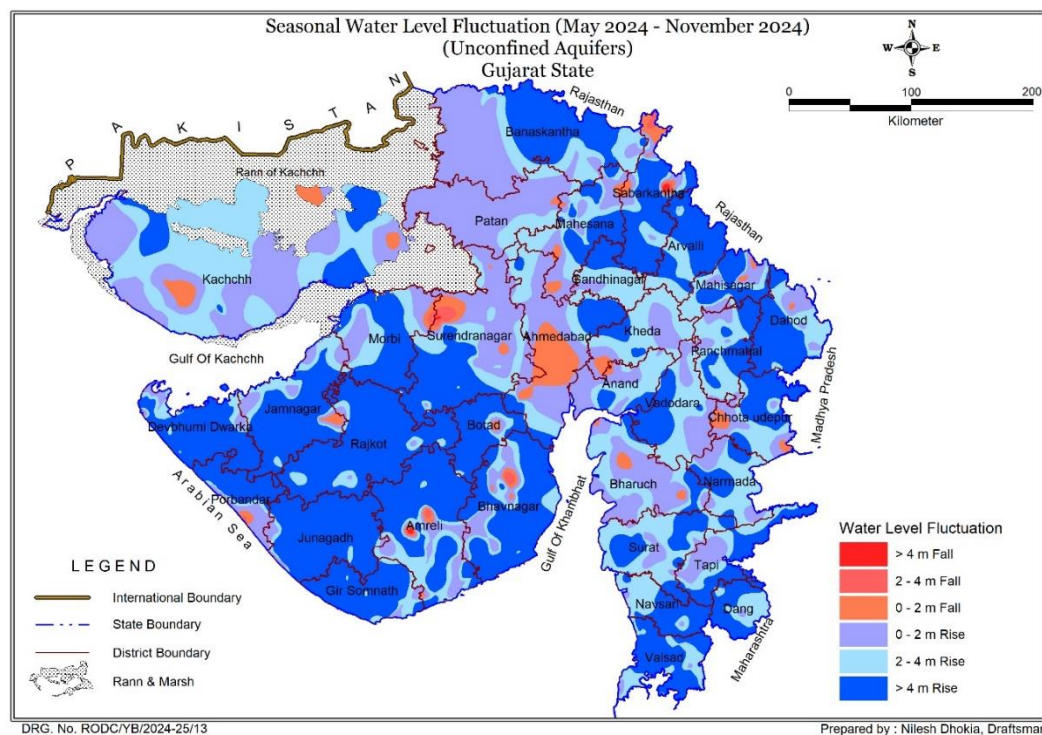 Seasonal Water Level Fluctuation (May 2024 - November 2024)
(Unconfined Aquifers)
Gujarat State
N
W E
S
0 100 200
Kilometer
PAKISTAN
Rajasthan
Banaskantha
Rann of Kachchh
Sabarkantha
Patan
Mahesana
Rajasthan
Arvalli
Kachchh
Gandhinagar
Mahisagar
Dahod
Morbi
Surendranagar
Ahmedabad
Kheda
Panchmahal
Gulf Of Kachchh
Anand
Vadodara
Madhya Pradesh
Jamnagar
Chhota udepur
Devbhumi Dwarka
Rajkot
Botad
Bharuch
Narmada
Porbandar
Bhavnagar
Amreli
Gulf Of Khambhat
Arabian Sea
Junagadh
Surat
Tapi
Gir Somnath
Navsari
Dang
Maharashtra
Valsad
LEGEND
International Boundary
State Boundary
District Boundary
Rann & Marsh
Water Level Fluctuation
> 4 m Fall
2 - 4 m Fall
0 - 2 m Fall
0 - 2 m Rise
2 - 4 m Rise
> 4 m Rise
DRG. No. RODC/YB/2024-25/13
Prepared by : Nilesh Dhokia, Draftsman